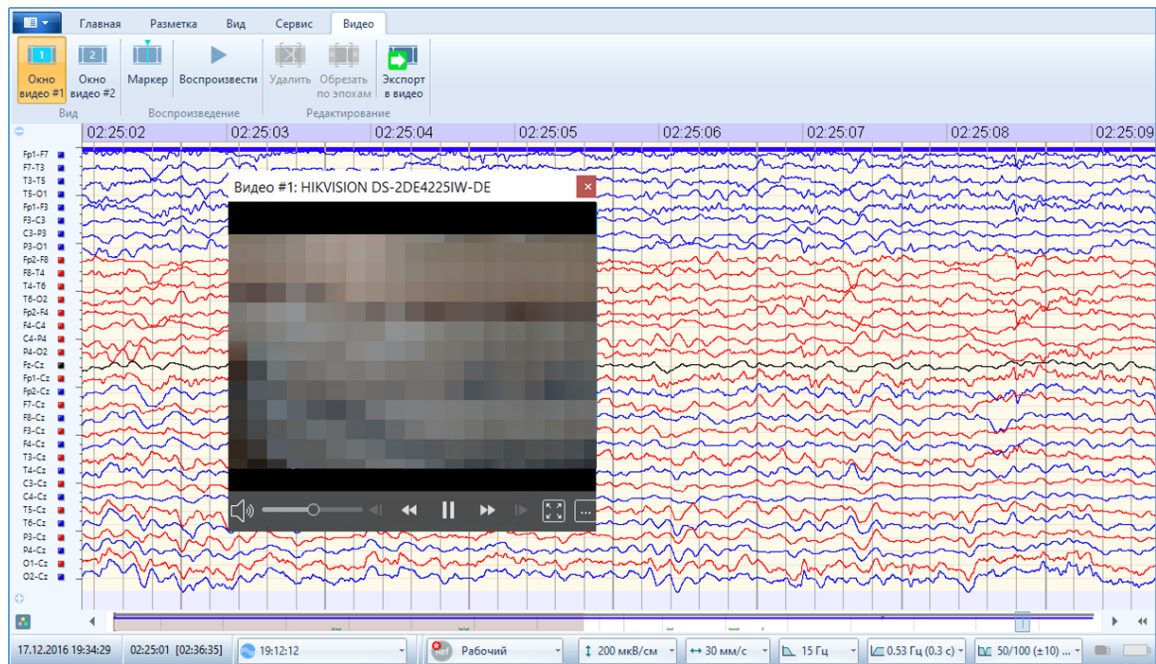 Главная Разметка Вид Сервис Видео
1 2
Окно видео #1 Окно видео #2 Маркер Воспроизвести Удалить Обрезать по эпохам Экспорт в видео
Вид Воспроизведение Редактирование
02:25:02 02:25:03 02:25:04 02:25:05 02:25:06 02:25:07 02:25:08 02:25:09
Fp1-F7
F7-T3
T3-T5
T5-O1
Fp1-F3
F3-C3
C3-P3
P3-O1
Fp2-F8
F8-T4
T4-T6
T6-O2
Fp2-F4
F4-C4
C4-P4
P4-O2
Fz-Cz
Fp1-Cz
Fp2-Cz
F7-Cz
F8-Cz
F3-Cz
F4-Cz
T3-Cz
T4-Cz
C3-Cz
C4-Cz
T5-Cz
T6-Cz
P3-Cz
P4-Cz
O1-Cz
O2-Cz
Видео #1: HIKVISION DS-2DE4225IW-DE
17.12.2016 19:34:29 02:25:01 [02:36:35] 19:12:12 Рабочий 200 мкВ/см 30 мм/с 15 Гц 0.53 Гц (0.3 с) 50/100 (±10) ...